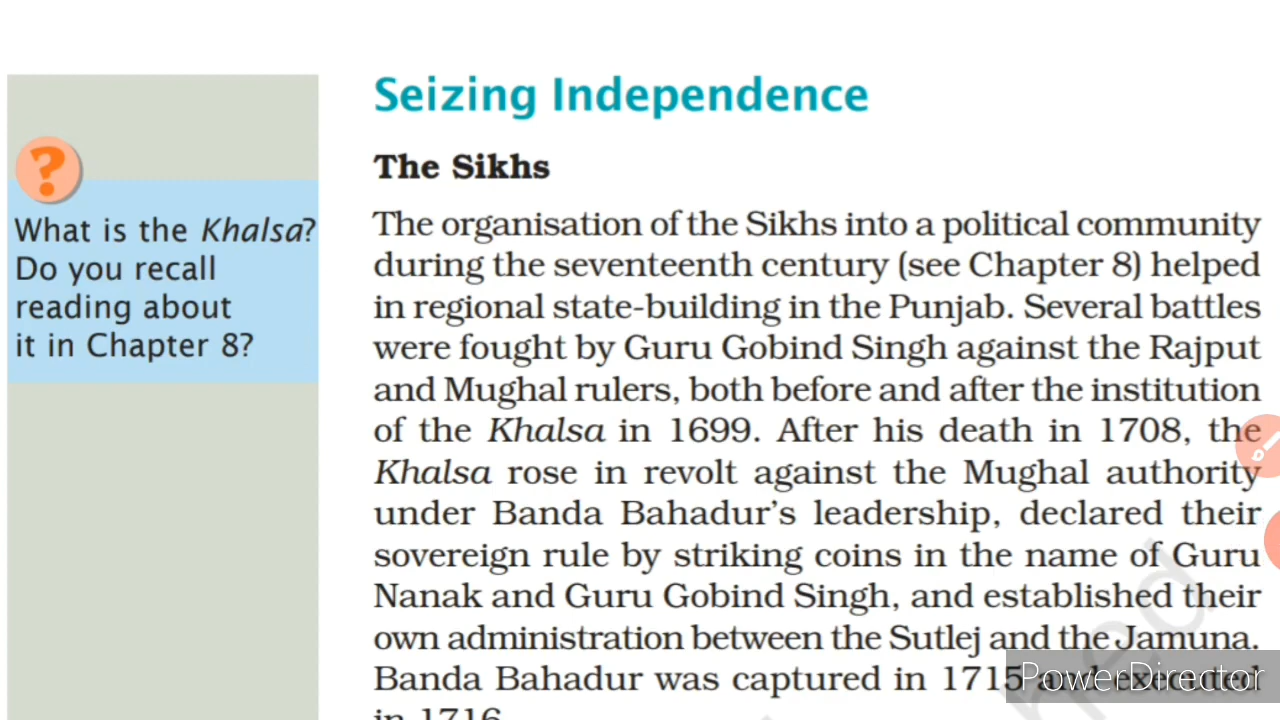 Seizing Independence
The Sikhs
?
What is the Khalsa?
Do you recall
reading about
it in Chapter 8?
The organisation of the Sikhs into a political community
during the seventeenth century (see Chapter 8) helped
in regional state-building in the Punjab. Several battles
were fought by Guru Gobind Singh against the Rajput
and Mughal rulers, both before and after the institution
of the Khalsa in 1699. After his death in 1708, the
Khalsa rose in revolt against the Mughal authority
under Banda Bahadur's leadership, declared their
sovereign rule by striking coins in the name of Guru
Nanak and Guru Gobind Singh, and established their
own administration between the Sutlej and the Jamuna.
Banda Bahadur was captured in 1715 and executed
in 1716.
PowerDirector